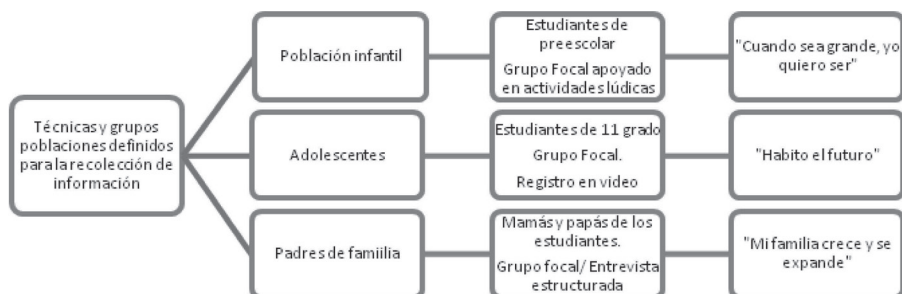 Técnicas y grupos
poblaciones definidos
para la recolección de
información
Población infantil
Estudiantes de
preescolar
Grupo Focal apoyado
en actividades lúdicas
"Cuando sea grande, yo
quiero ser"
Adolescentes
Estudiantes de 11 grado
Grupo Focal.
Registro en video
"Habito el futuro"
Padres de famiilia
Mamás y papás de los
estudiantes.
Grupo focal/ Entrevista
estructurada
"Mi familia crece y se
expande"